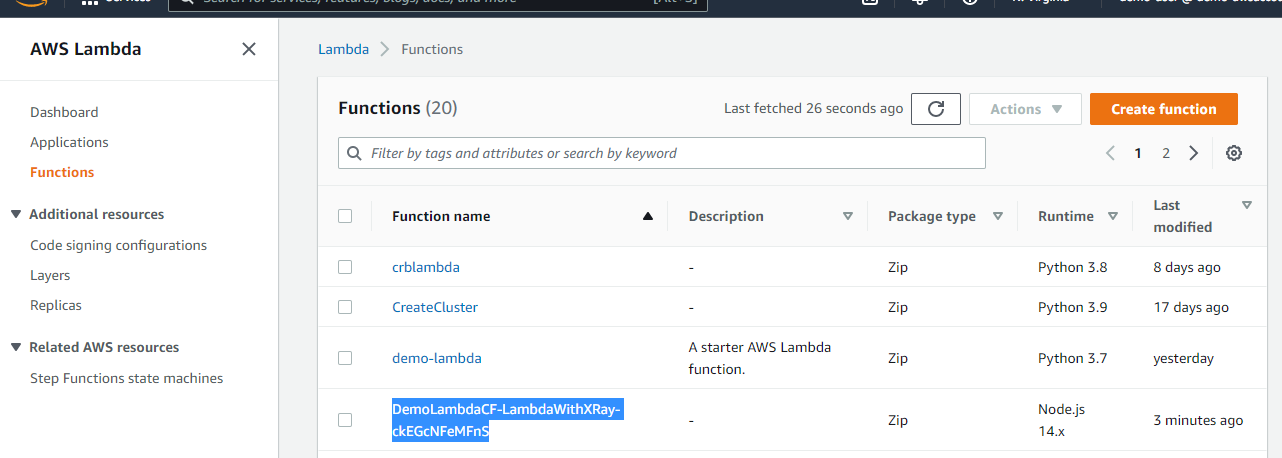 AWS Lambda
Dashboard
Applications
Functions
Additional resources
Code signing configurations
Layers
Replicas
Related AWS resources
Step Functions state machines
Lambda > Functions
Functions (20)
Last fetched 26 seconds ago
Actions
Create function
Filter by tags and attributes or search by keyword
1 2
Function name Description Package type Runtime Last
modified
crblambda - Zip Python 3.8 8 days ago
CreateCluster - Zip Python 3.9 17 days ago
demo-lambda A starter AWS Lambda Zip Python 3.7 yesterday
function.
DemoLambdaCF-LambdaWithXRay- - Zip Node.js 3 minutes ago
ckEGcNFeMFnS 14.x